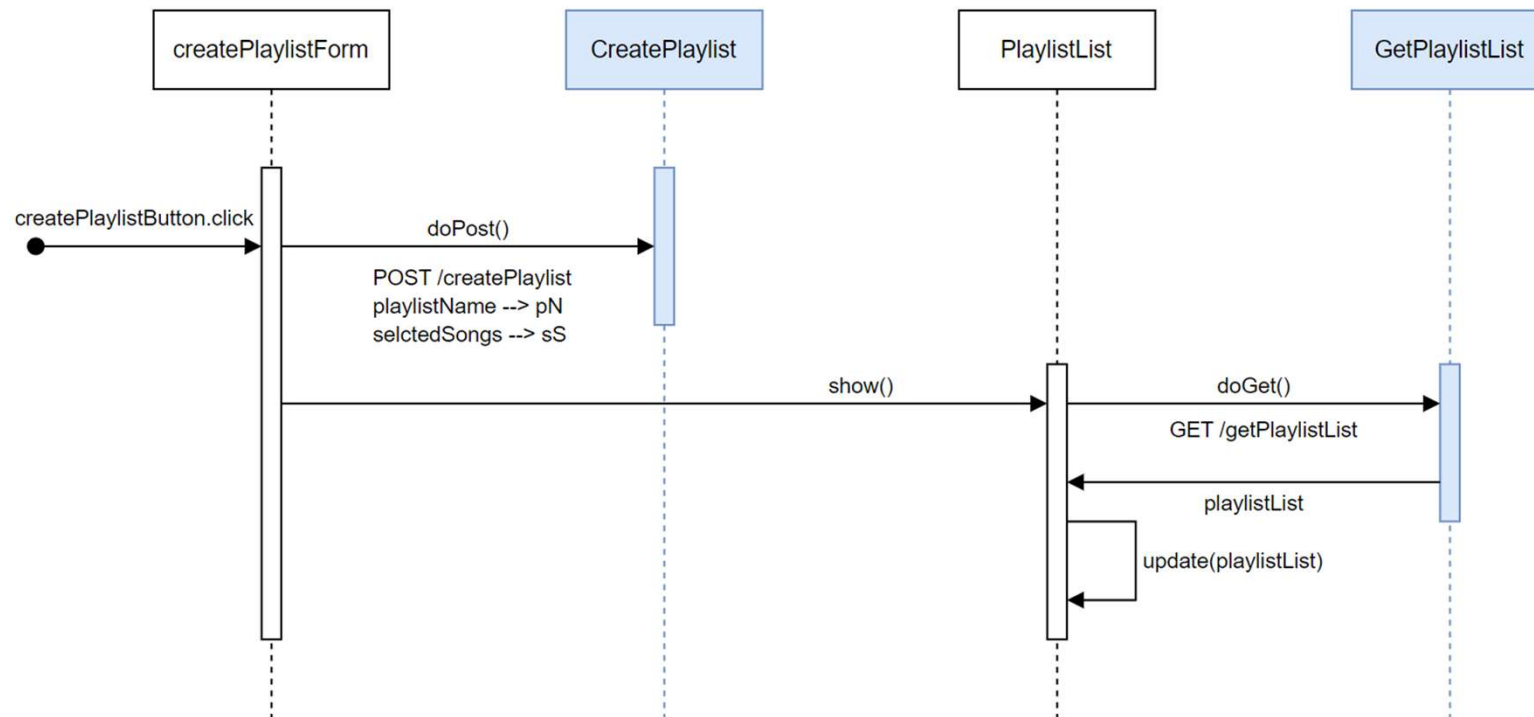 createPlaylistForm
CreatePlaylist
PlaylistList
GetPlaylistList
createPlaylistButton.click
doPost()
POST /createPlaylist
playlistName --> pN
selctedSongs --> sS
show()
doGet()
GET /getPlaylistList
playlistList
update(playlistList)